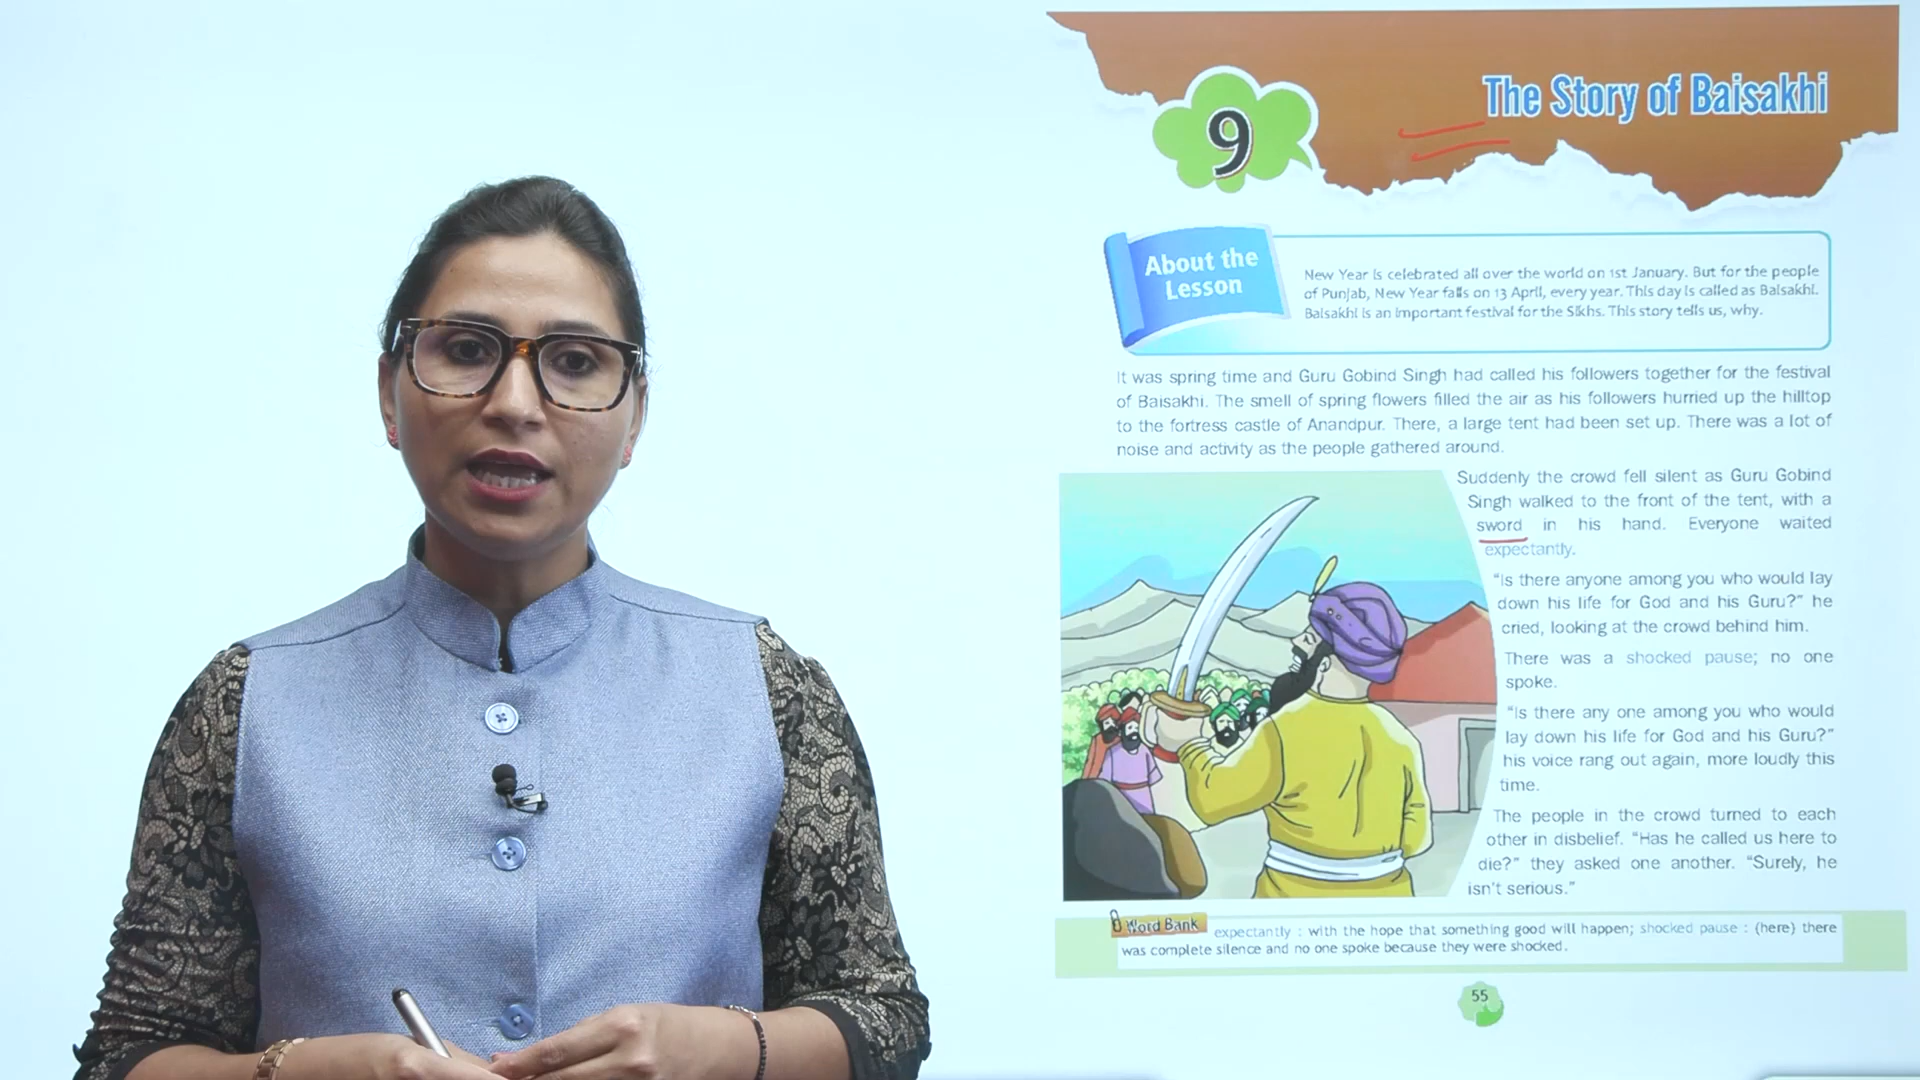 9
The Story of Baisakhi
About the
Lesson
New Year is celebrated all over the world on 1st January. But for the people
of Punjab, New Year falls on 13 April, every year. This day is called as Baisakhi.
Baisakhi is an important festival for the Sikhs. This story tells us, why.
It was spring time and Guru Gobind Singh had called his followers together for the festival
of Baisakhi. The smell of spring flowers filled the air as his followers hurried up the hilltop
to the fortress castle of Anandpur. There, a large tent had been set up. There was a lot of
noise and activity as the people gathered around.
Suddenly the crowd fell silent as Guru Gobind
Singh walked to the front of the tent, with a
sword in his hand. Everyone waited
expectantly.
“Is there anyone among you who would lay
down his life for God and his Guru?” he
cried, looking at the crowd behind him.
There was a shocked pause; no one
spoke.
“Is there any one among you who would
lay down his life for God and his Guru?”
his voice rang out again, more loudly this
time.
The people in the crowd turned to each
other in disbelief. “Has he called us here to
die?” they asked one another. “Surely, he
isn't serious.”
Word Bank
expectantly : with the hope that something good will happen; shocked pause : (here) there
was complete silence and no one spoke because they were shocked.
55